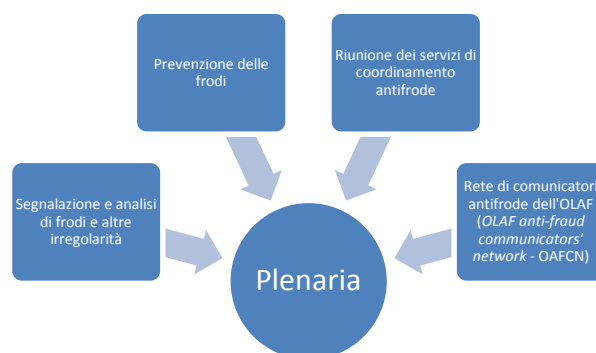 Prevenzione delle
frodi
Riunione dei servizi di
coordinamento
antifrode
Segnalazione e analisi
di frodi e altre
irregolarità
Rete di comunicatori
antifrode dell'OLAF
(OLAF anti-fraud
communicators'
network - OAFCN)
Plenaria